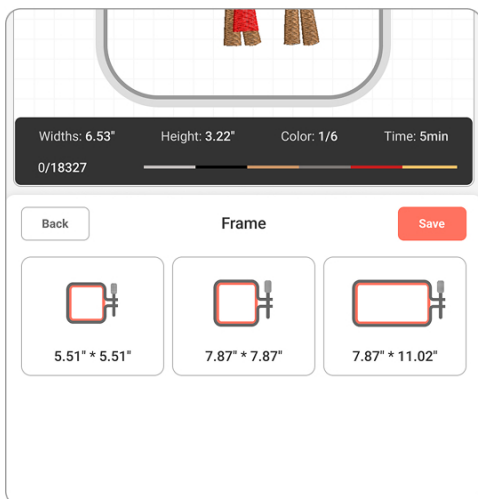 Widths: 6.53" Height: 3.22" Color: 1/6 Time: 5min
0/18327
Back Frame Save
5.51" * 5.51" 7.87" * 7.87" 7.87" * 11.02"